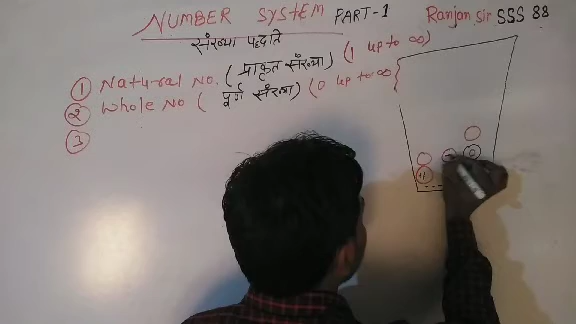 NUMBER SYSTEM PART-1 Ranjan Sir SSS 88
संख्या पद्धति
1 Natural No. ( प्राकृत संख्या ) (1 up to ∞)
2 Whole No ( पूर्ण संख्या ) (0 up to ∞
3
0